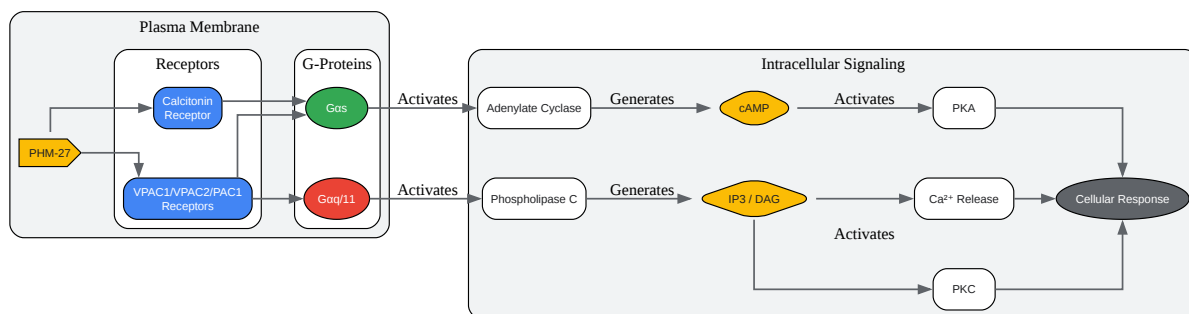 Plasma Membrane
Receptors
G-Proteins
Intracellular Signaling
Calcitonin
Receptor
Gαs
Activates
Adenylate Cyclase
Generates
cAMP
Activates
PKA
PHM-27
VPAC1/VPAC2/PAC1
Receptors
Gαq/11
Activates
Phospholipase C
Generates
IP3 / DAG
Activates
Ca²⁺ Release
Cellular Response
PKC